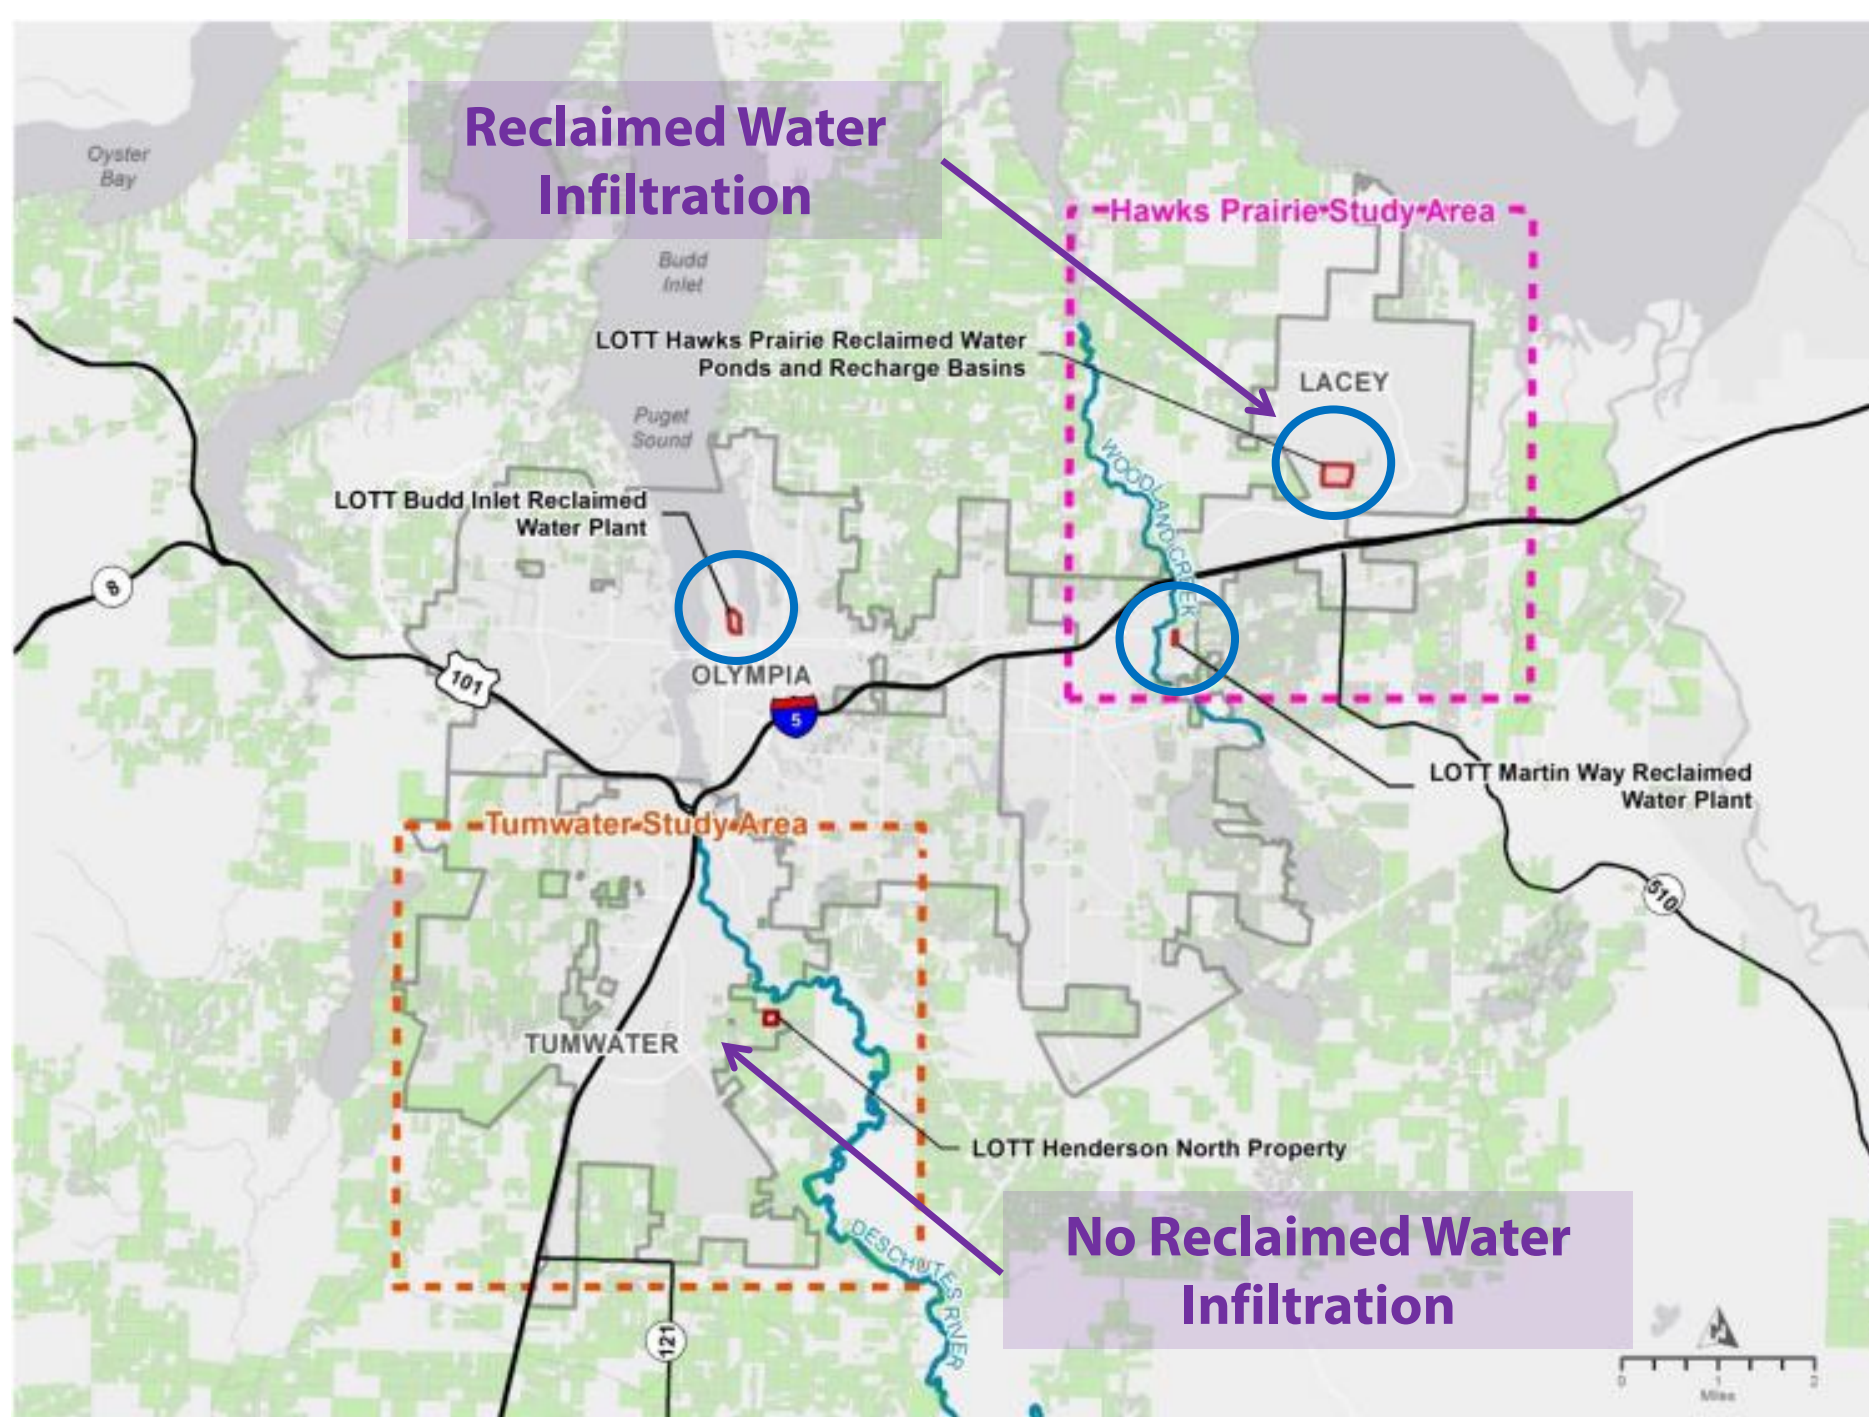 Reclaimed Water
Infiltration
Oyster
Bay
Budd
Inlet
Hawks Prairie Study Area
LOTT Hawks Prairie Reclaimed Water
Ponds and Recharge Basins
LACEY
Puget
Sound
WOODLAND CREEK
LOTT Budd Inlet Reclaimed
Water Plant
8
101
OLYMPIA
5
LOTT Martin Way Reclaimed
Water Plant
Tumwater Study Area
510
TUMWATER
LOTT Henderson North Property
No Reclaimed Water
Infiltration
DESCHUTES RIVER
121
N
0 1 2
Miles